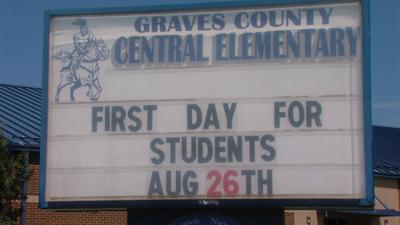 GRAVES COUNTY
CENTRAL ELEMENTARY
FIRST DAY FOR
STUDENTS
AUG 26TH